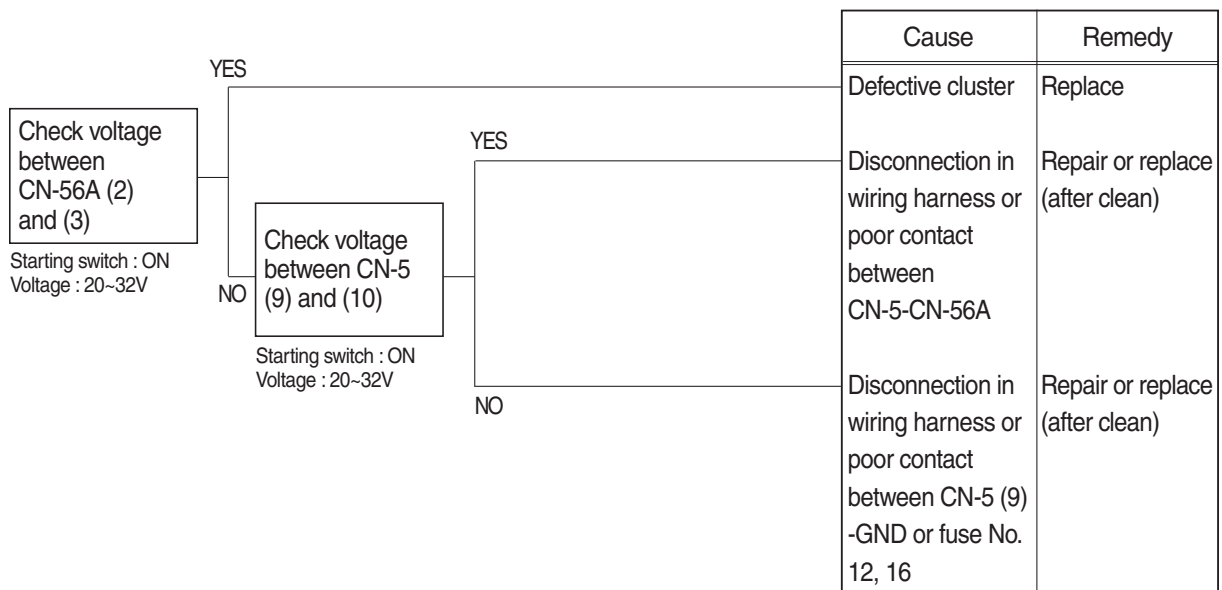 Cause
Remedy
YES
Defective cluster
Replace
Check voltage
between
CN-56A (2)
and (3)
Starting switch : ON
Voltage : 20~32V
YES
Disconnection in
wiring harness or
poor contact
between
CN-5-CN-56A
Repair or replace
(after clean)
NO
Check voltage
between CN-5
(9) and (10)
Starting switch : ON
Voltage : 20~32V
NO
Disconnection in
wiring harness or
poor contact
between CN-5 (9)
-GND or fuse No.
12, 16
Repair or replace
(after clean)